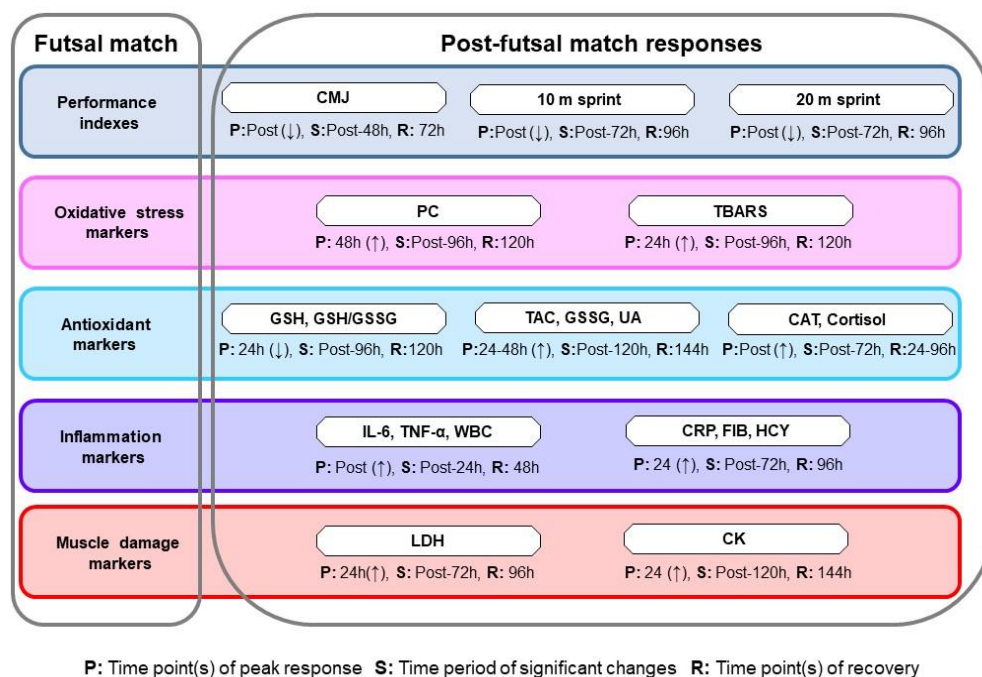 Futsal match
Post-futsal match responses
Performance
indexes
CMJ
P:Post (↓), S:Post-48h, R: 72h
10 m sprint
P:Post (↓), S:Post-72h, R:96h
20 m sprint
P:Post (↓), S:Post-72h, R: 96h
Oxidative stress
markers
PC
P: 48h (↑), S:Post-96h, R:120h
TBARS
P: 24h (↑), S:Post-96h, R: 120h
Antioxidant
markers
GSH, GSH/GSSG
P: 24h (↓), S: Post-96h, R:120h
TAC, GSSG, UA
P:24-48h (↑), S:Post-120h, R:144h
CAT, Cortisol
P:Post (↑), S:Post-72h, R:24-96h
Inflammation
markers
IL-6, TNF-α, WBC
P: Post (↑), S: Post-24h, R: 48h
CRP, FIB, HCY
P: 24 (↑), S: Post-72h, R: 96h
Muscle damage
markers
LDH
P: 24h(↑), S: Post-72h, R: 96h
CK
P: 24 (↑), S: Post-120h, R: 144h
P: Time point(s) of peak response S: Time period of significant changes R: Time point(s) of recovery